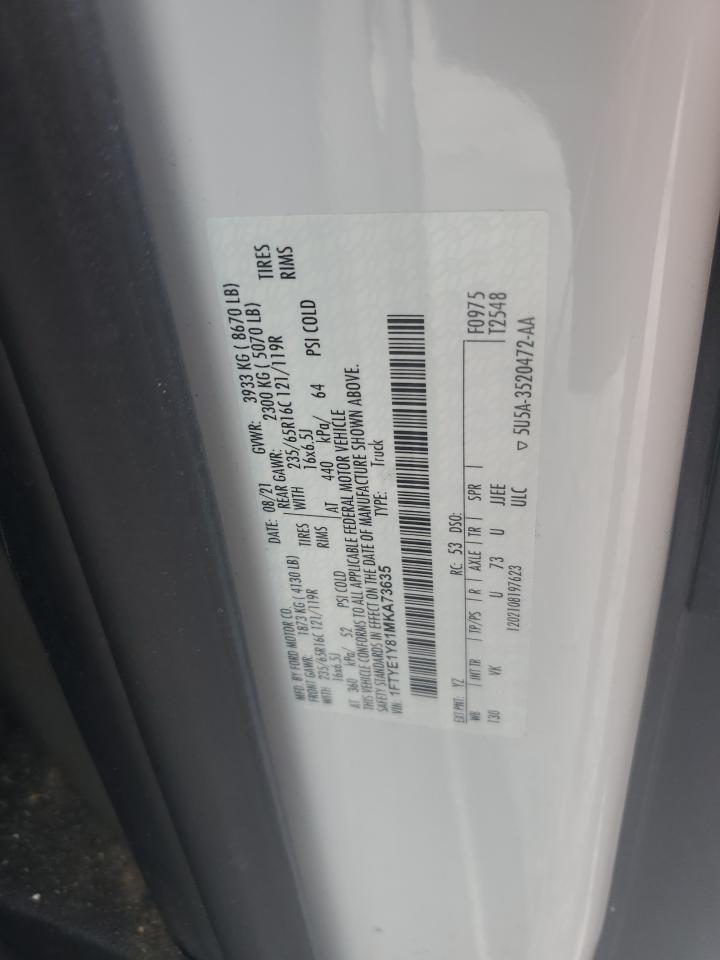 MFD. BY FORD MOTOR CO. DATE: 08/21 GVWR: 3933 KG ( 8670 LB)
FRONT GAWR: 1873 KG ( 4130 LB) REAR GAWR: 2300 KG ( 5070 LB)
WITH 235/65R16C 121/119R TIRES WITH 235/65R16C 121/119R TIRES
16x6.5J RIMS 16x6.5J RIMS
AT 360 kPa/ 52 PSI COLD AT 440 kPa/ 64 PSI COLD
THIS VEHICLE CONFORMS TO ALL APPLICABLE FEDERAL MOTOR VEHICLE
SAFETY STANDARDS IN EFFECT ON THE DATE OF MANUFACTURE SHOWN ABOVE.
VIN: 1FTYE1Y81MKA73635 TYPE: Truck
EXT PNT: YZ RC: 53 DSO: F0975
WB INT TR TP/PS R AXLE TR SPR T2548
130 VK U 73 U JJEE
1202108197623 ULC 5U5A-3520472-AA